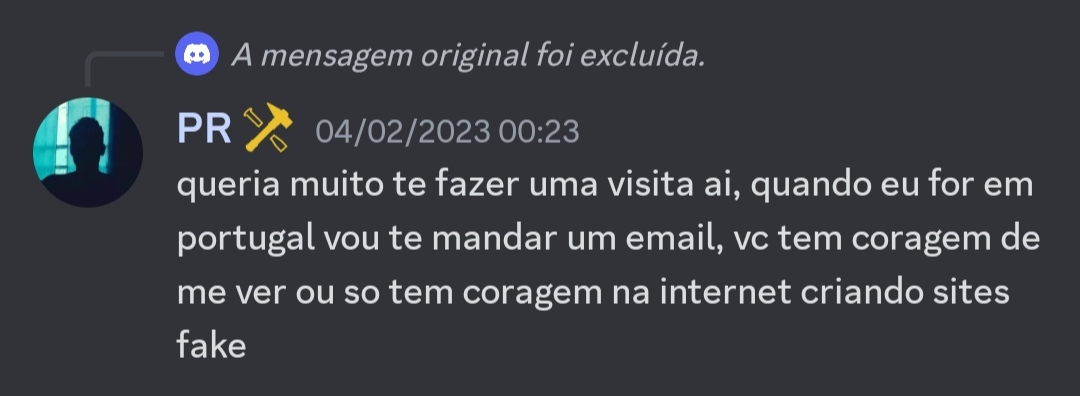 A mensagem original foi excluída.
PR 04/02/2023 00:23
queria muito te fazer uma visita ai, quando eu for em
portugal vou te mandar um email, vc tem coragem de
me ver ou so tem coragem na internet criando sites
fake